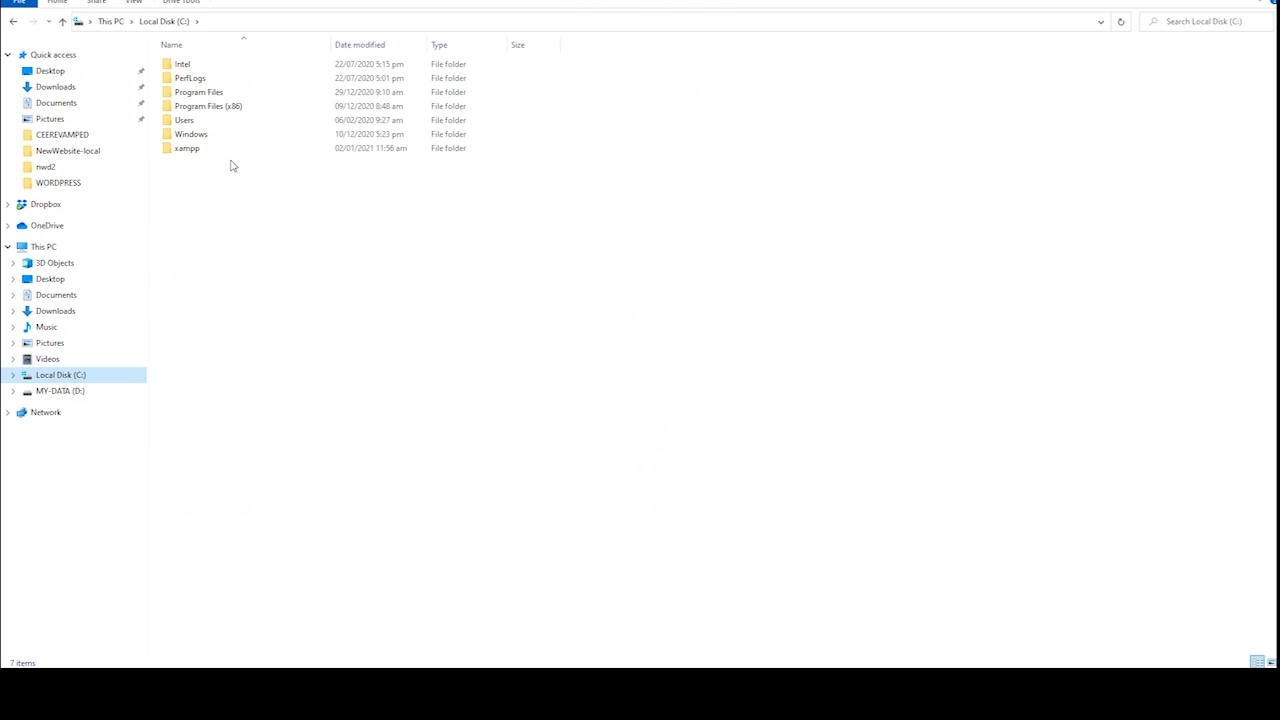 File Home Share View Drive Tools
This PC Local Disk (C:) Search Local Disk (C:)
Name Date modified Type Size
Quick access
Desktop
Downloads
Documents
Pictures
CEEREVAMPED
NewWebsite-local
nwd2
WORDPRESS
Dropbox
OneDrive
This PC
3D Objects
Desktop
Documents
Downloads
Music
Pictures
Videos
Local Disk (C:)
MY-DATA (D:)
Network
Intel 22/07/2020 5:15 pm File folder
PerfLogs 22/07/2020 5:01 pm File folder
Program Files 29/12/2020 9:10 am File folder
Program Files (x86) 09/12/2020 8:48 am File folder
Users 06/02/2020 9:27 am File folder
Windows 10/12/2020 5:23 pm File folder
xampp 02/01/2021 11:56 am File folder
7 items